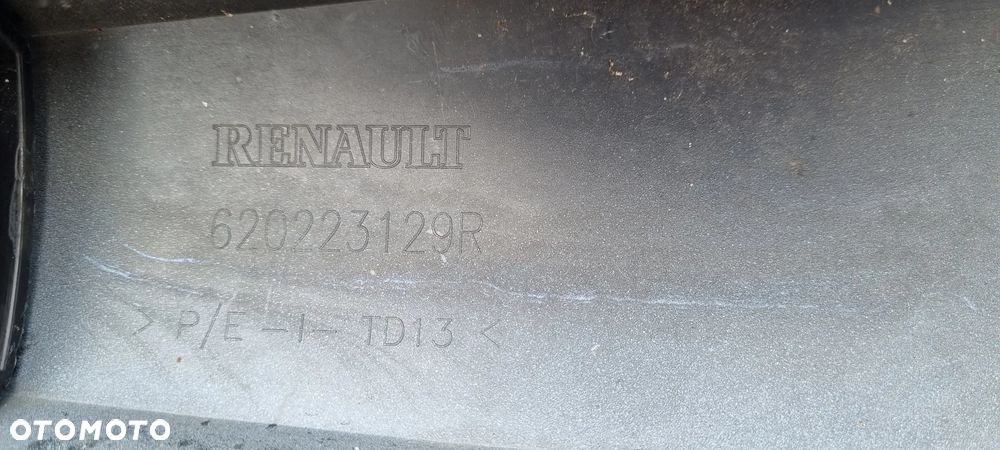 RENAULT
620223129R
> P/E -I- TD13 <
OTOMOTO